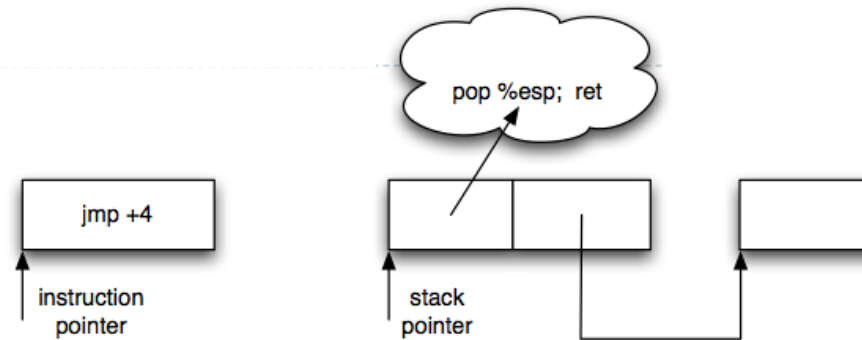 pop %esp; ret
jmp +4
instruction
pointer
stack
pointer